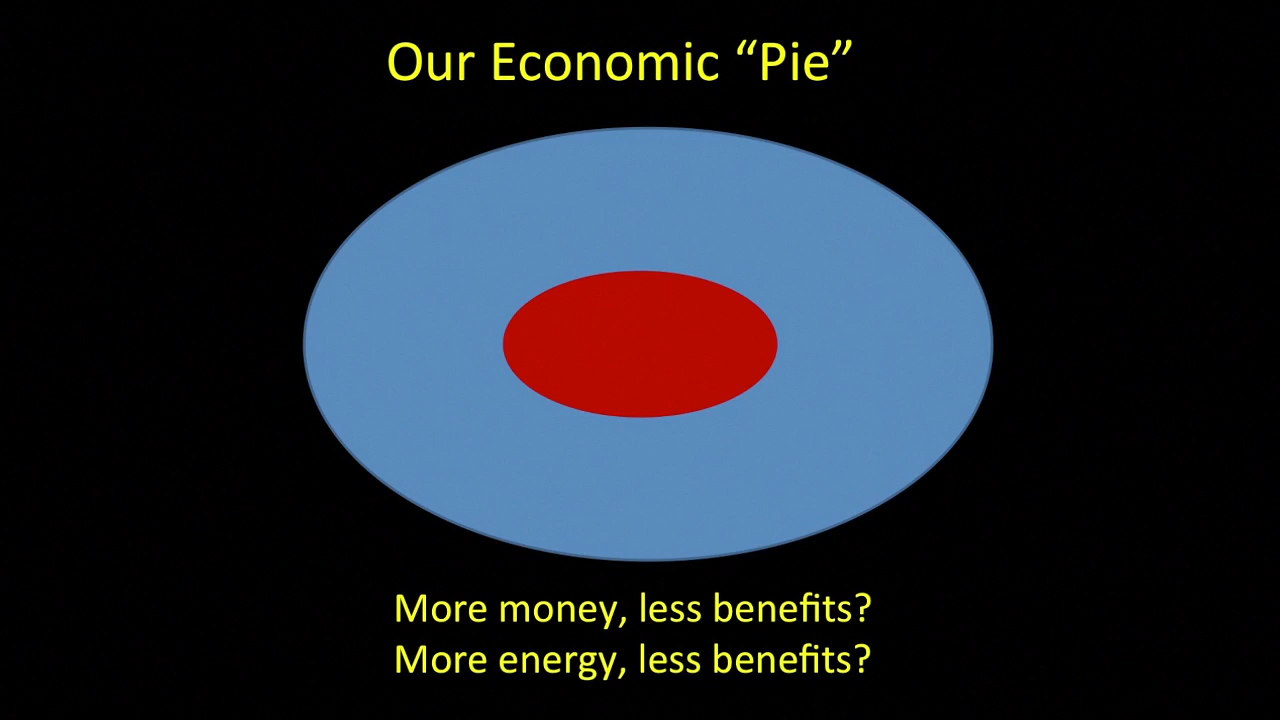 Our Economic “Pie”
More money, less benefits?
More energy, less benefits?